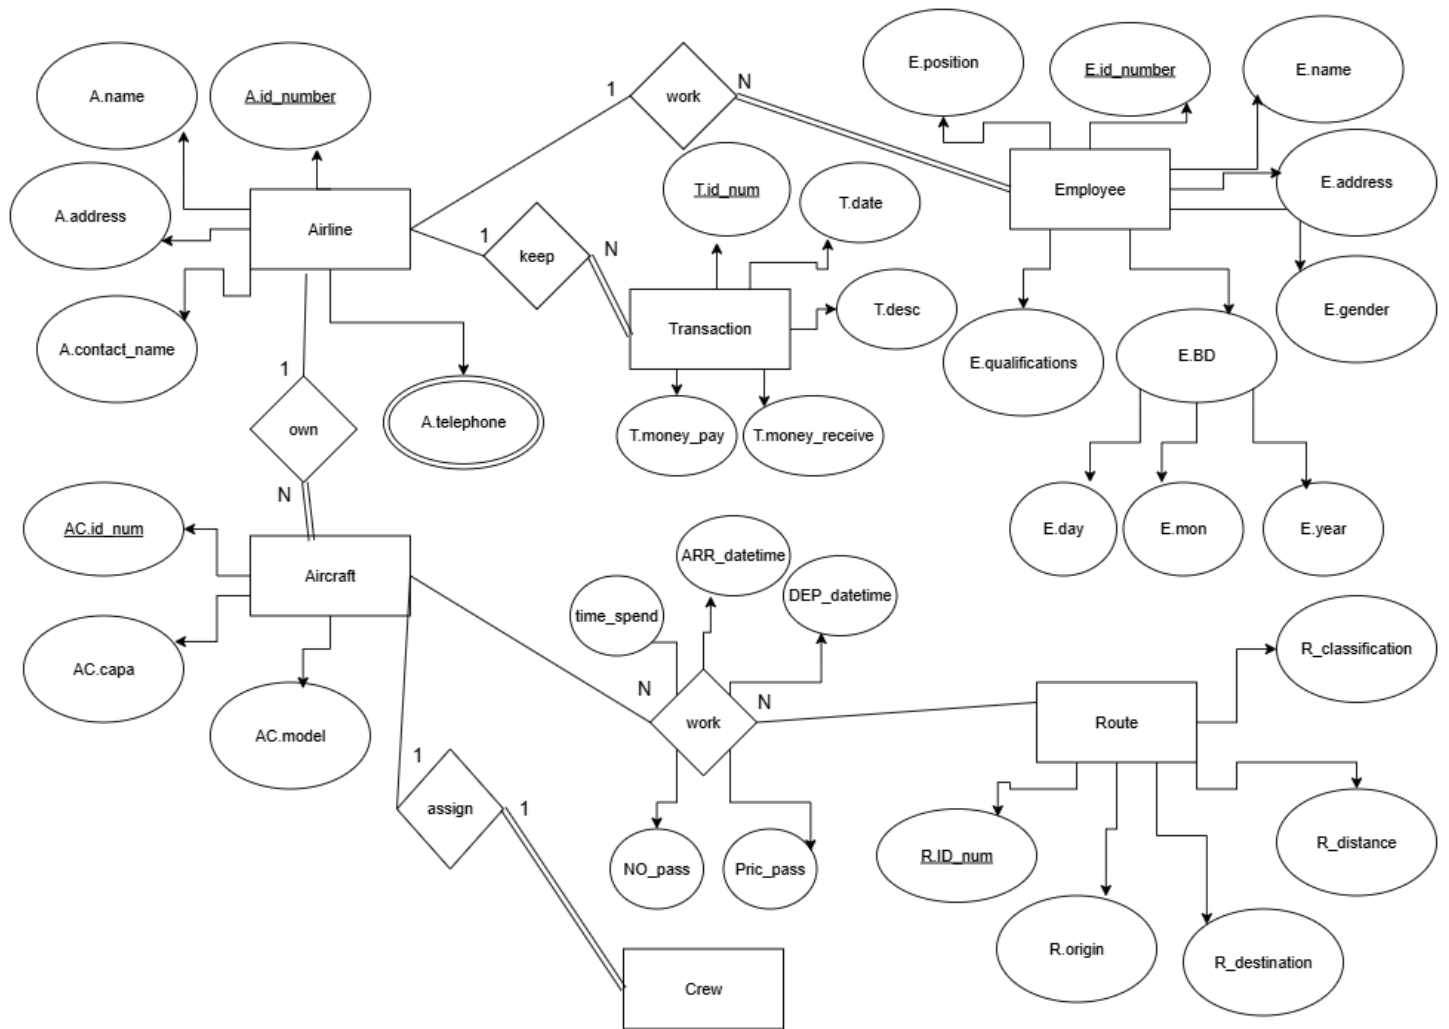 E.position
E.id_number
E.name
A.name
A.id_number
1
work
N
T.id_num
T.date
Employee
E.address
A.address
Airline
1
keep
N
T.desc
E.gender
Transaction
A.contact_name
E.qualifications
E.BD
1
own
A.telephone
T.money_pay
T.money_receive
N
AC.id_num
E.day
E.mon
E.year
ARR_datetime
Aircraft
DEP_datetime
time_spend
R_classification
AC.capa
N
N
AC.model
work
Route
1
assign
1
NO_pass
Pric_pass
R.ID_num
R_distance
R.origin
R_destination
Crew